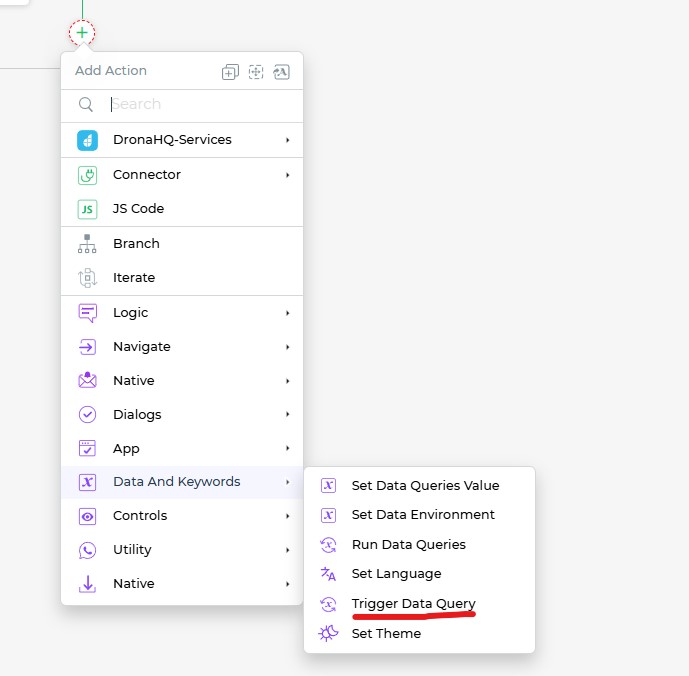 Add Action
Search
DronaHQ-Services
Connector
JS
JS Code
Branch
Iterate
Logic
Navigate
Native
Dialogs
App
Data And Keywords
Controls
Utility
Native
Set Data Queries Value
Set Data Environment
Run Data Queries
Set Language
Trigger Data Query
Set Theme